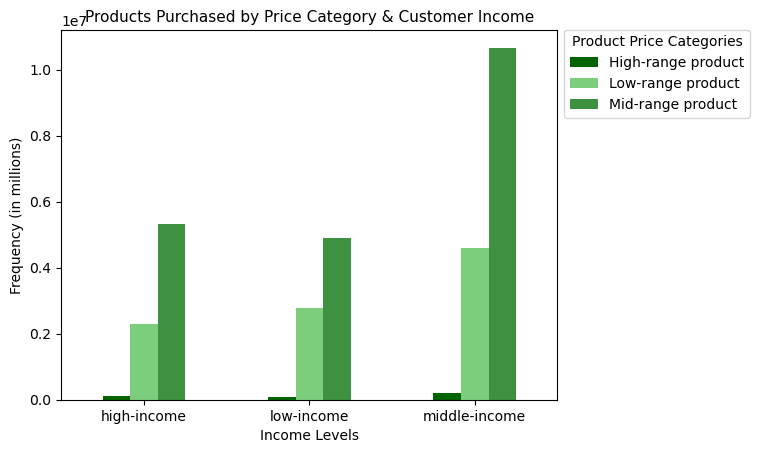 Products Purchased by Price Category & Customer Income
1e7
1.0
0.8
0.6
0.4
0.2
0.0
Frequency (in millions)
high-income
low-income
middle-income
Income Levels
Product Price Categories
High-range product
Low-range product
Mid-range product